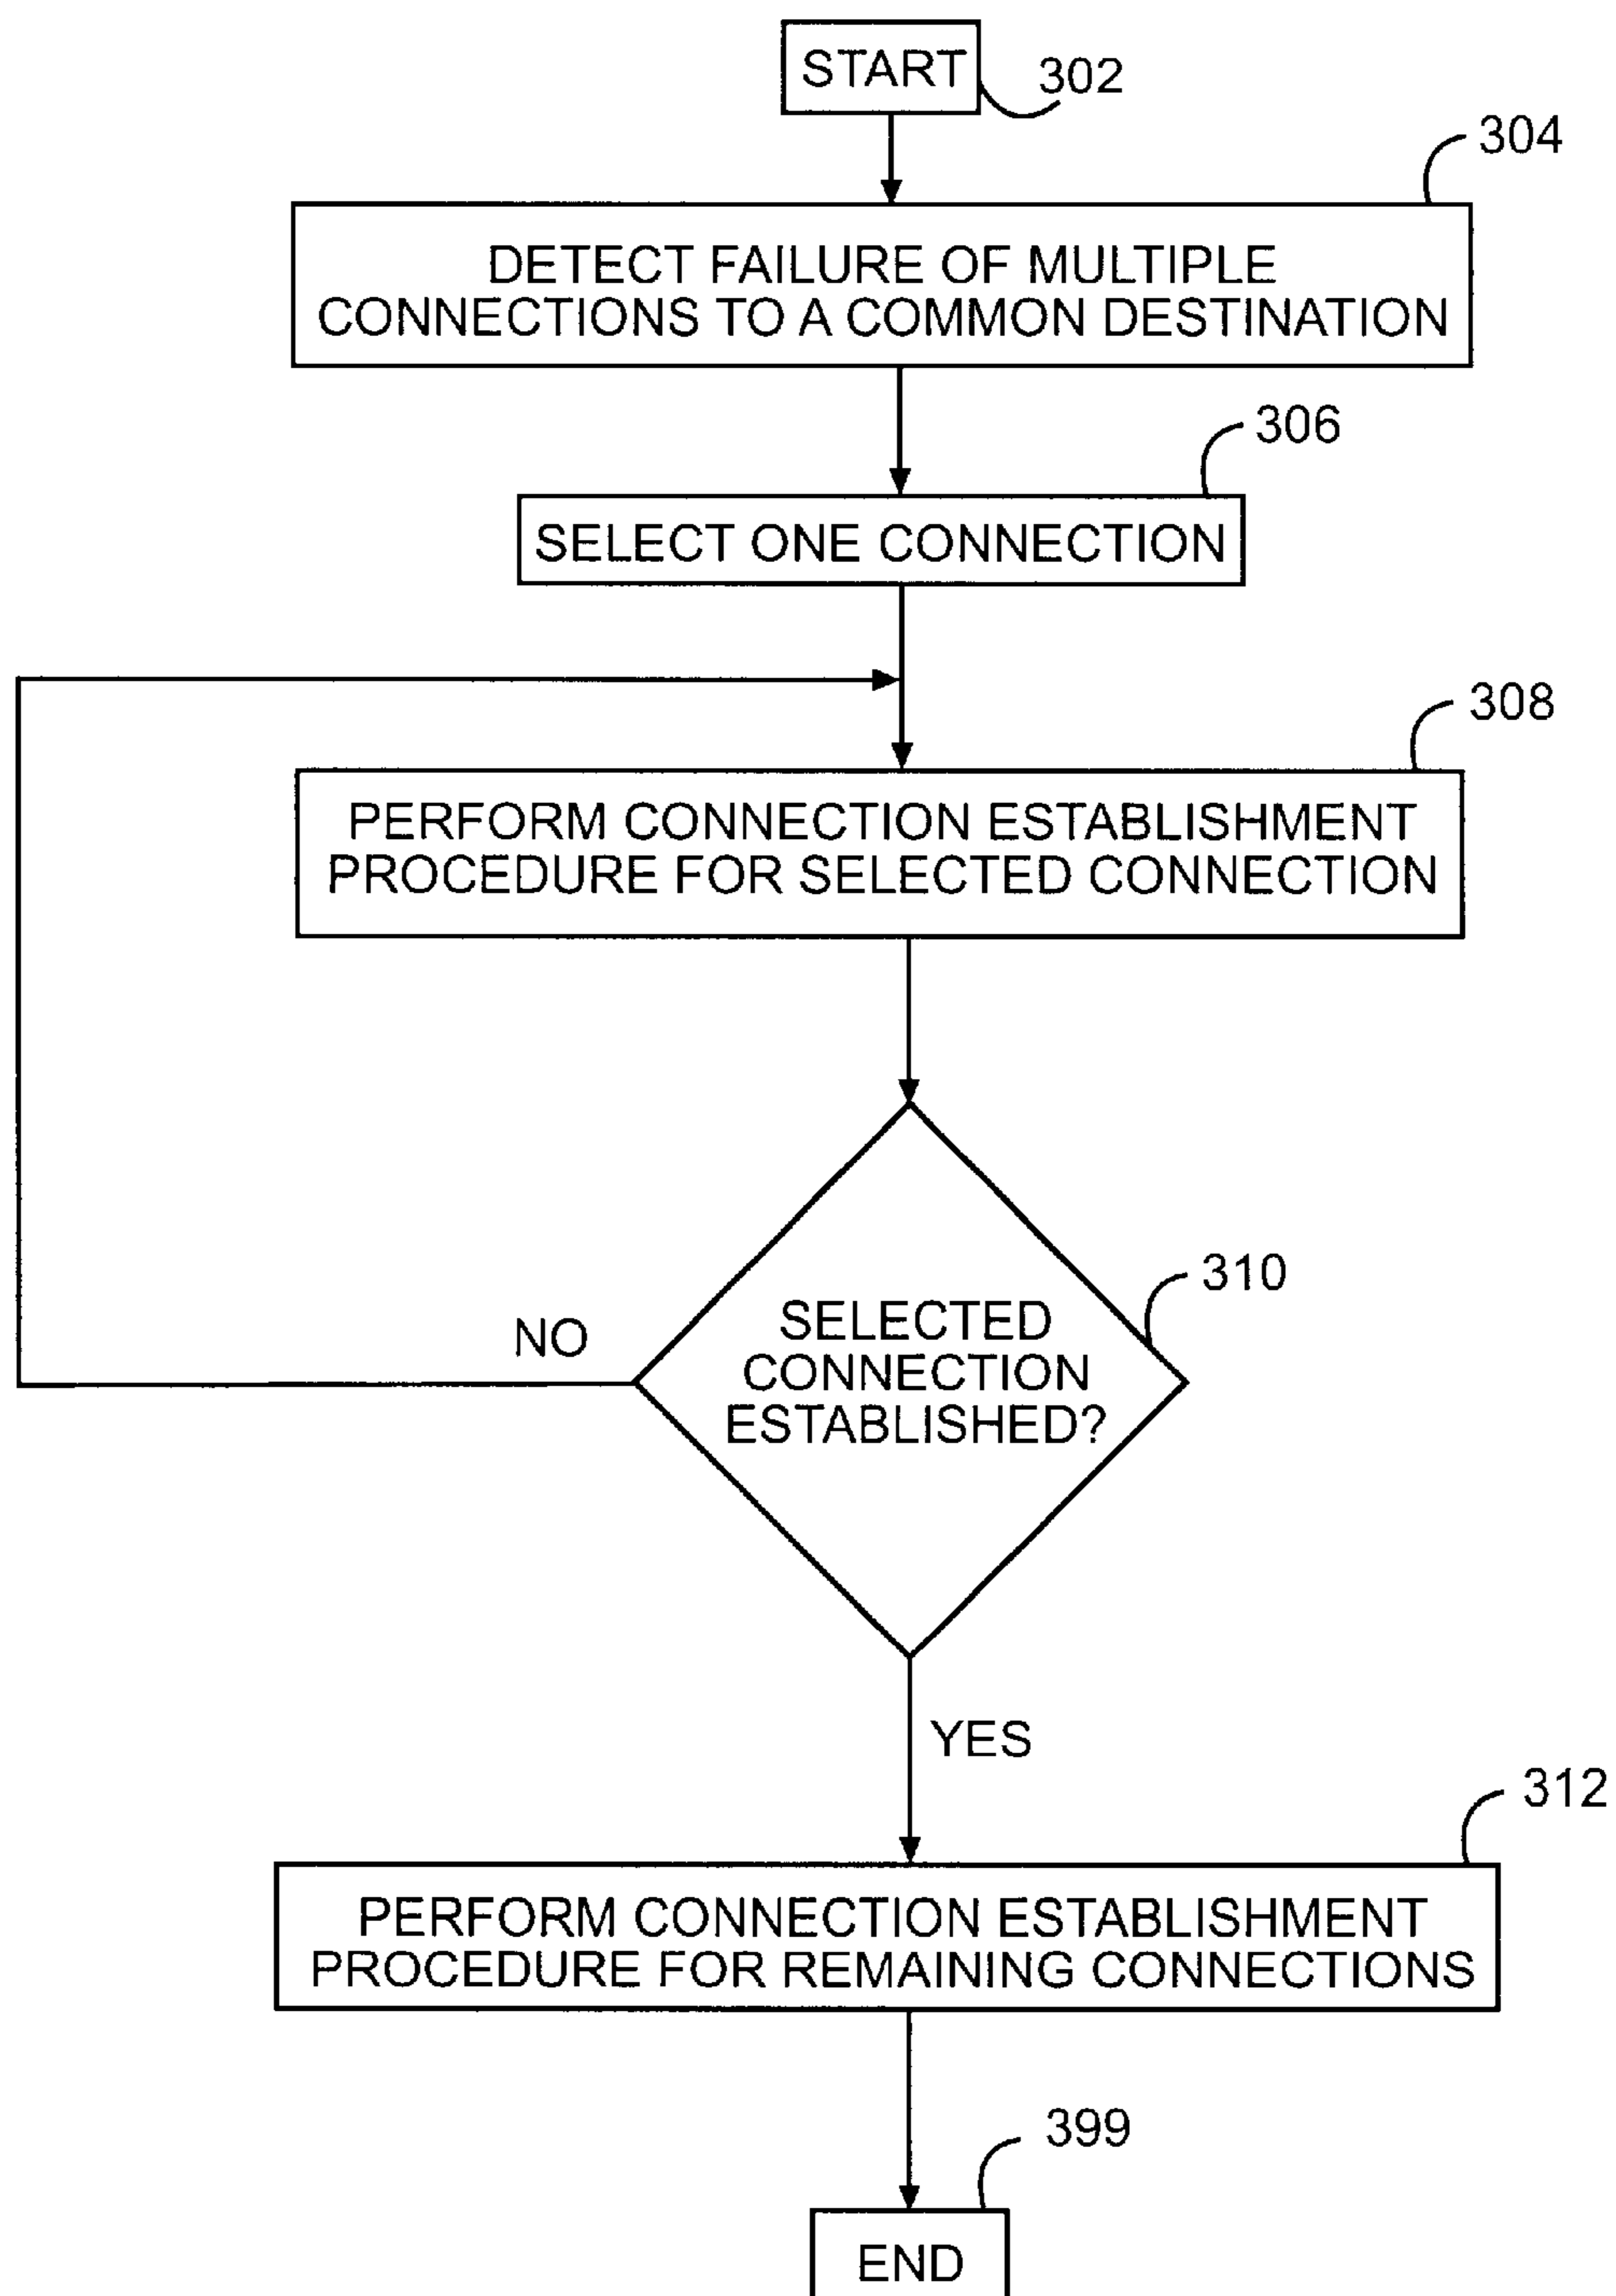 START
302
304
DETECT FAILURE OF MULTIPLE
CONNECTIONS TO A COMMON DESTINATION
306
SELECT ONE CONNECTION
308
PERFORM CONNECTION ESTABLISHMENT
PROCEDURE FOR SELECTED CONNECTION
310
SELECTED
CONNECTION
ESTABLISHED?
NO
YES
312
PERFORM CONNECTION ESTABLISHMENT
PROCEDURE FOR REMAINING CONNECTIONS
399
END